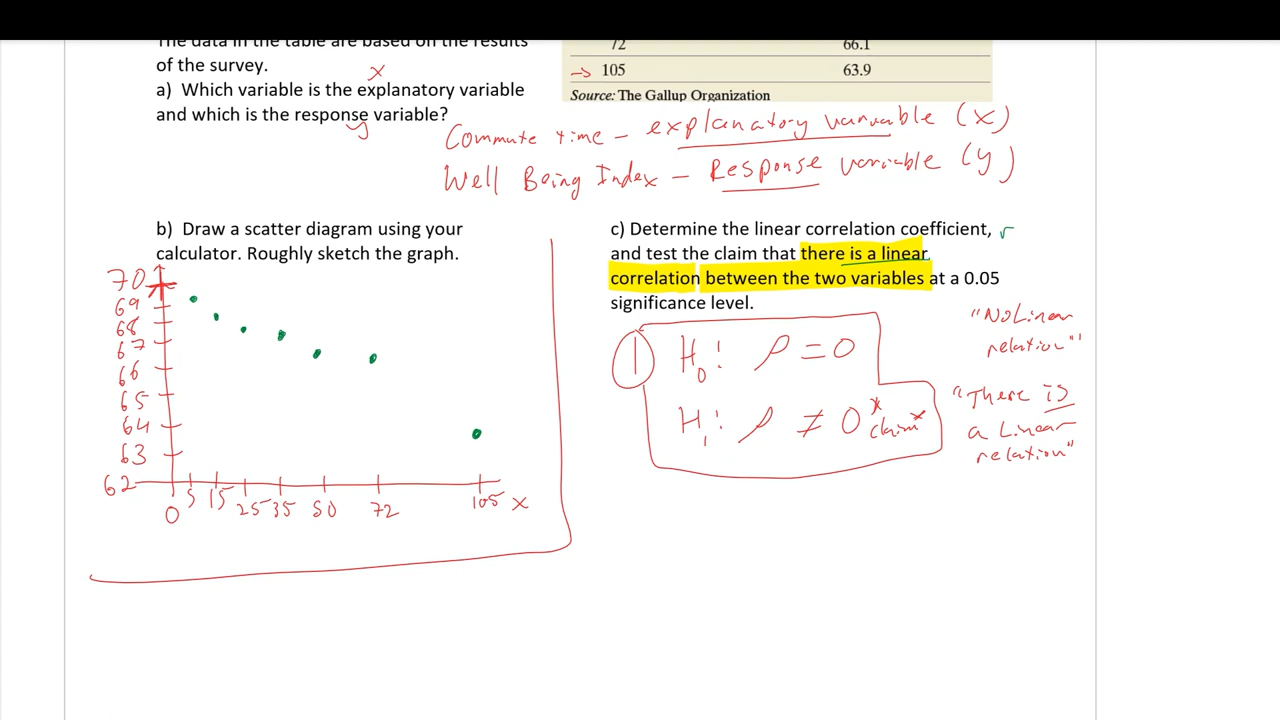 The data in the table are based on the results
of the survey.
x
a) Which variable is the explanatory variable
and which is the response variable?
y
72 66.1
→ 105 63.9
Source: The Gallup Organization
Commute time - explanatory variable (x)
Well Being Index - Response variable (y)
b) Draw a scatter diagram using your
calculator. Roughly sketch the graph.
70
69
68
67
66
65
64
63
62
0 5 15 25 35 50 72 105 x
c) Determine the linear correlation coefficient, r
and test the claim that there is a linear
correlation between the two variables at a 0.05
significance level.
1 H0: ρ = 0
"No Linear
relation"
H1: ρ ≠ 0 *claim*
"There is
a Linear
relation"